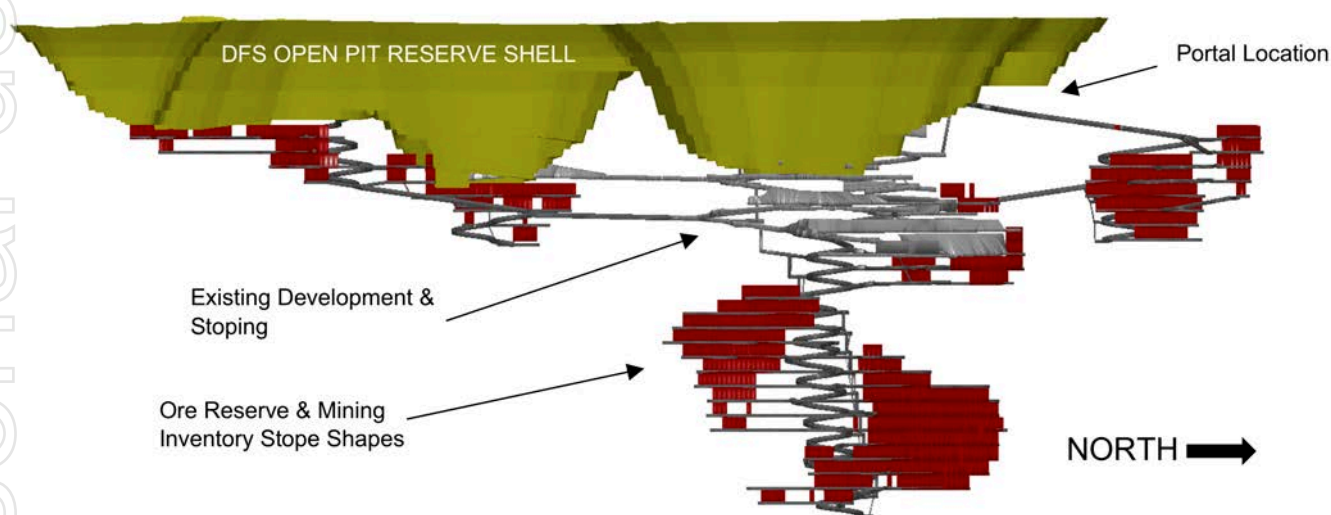 DFS OPEN PIT RESERVE SHELL
Portal Location
Existing Development &
Stoping
Ore Reserve & Mining
Inventory Stope Shapes
NORTH